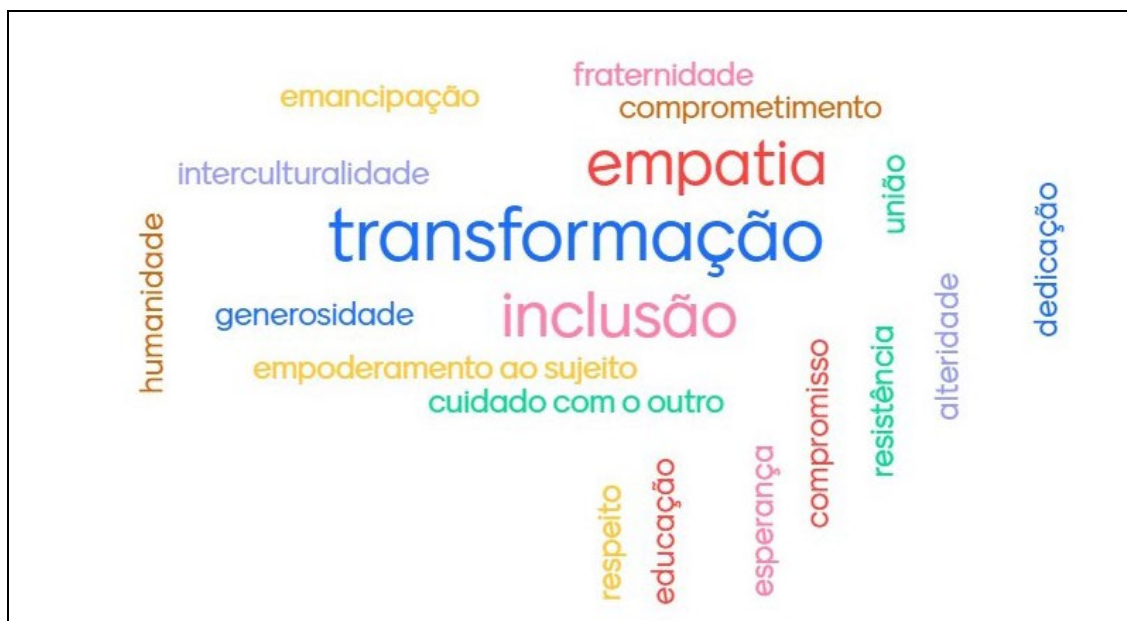 fraternidade
emancipação
comprometimento
empatia
interculturalidade
união
dedicação
transformação
humanidade
alteridade
generosidade
inclusão
resistência
compromisso
empoderamento ao sujeito
cuidado com o outro
esperança
educação
respeito